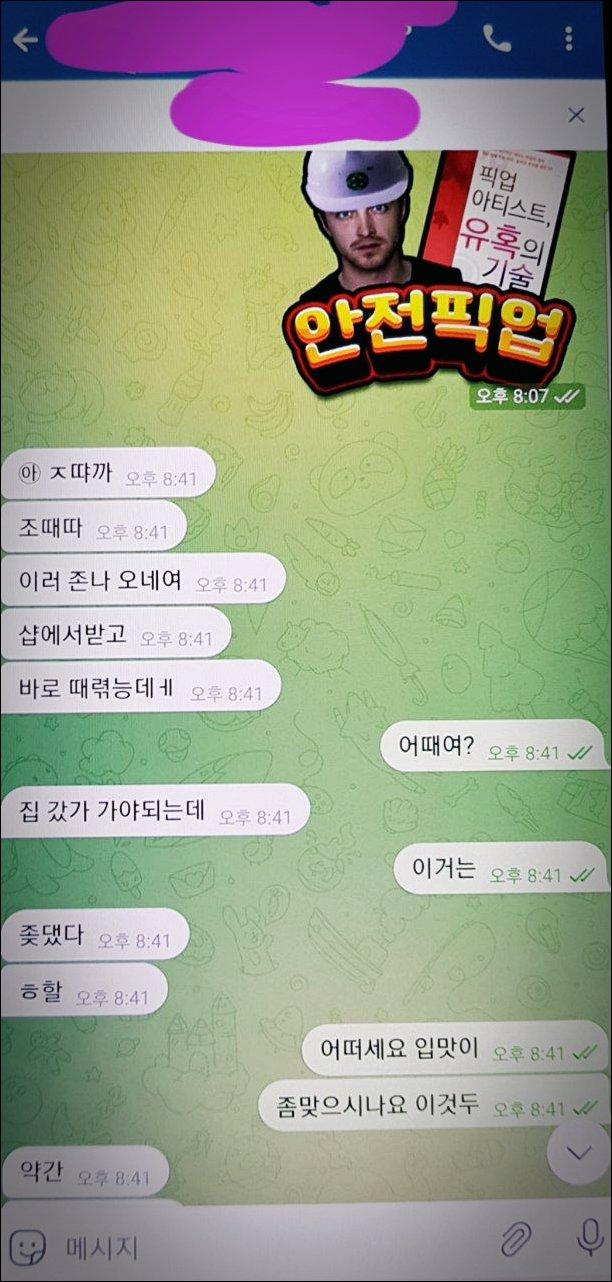 픽업
아티스트,
유혹의
기술
안전픽업
오후 8:07
아 ㅈ땨까 오후 8:41
조때따 오후 8:41
이러 존나 오네여 오후 8:41
샵에서받고 오후 8:41
바로 때렦능데ㅔ 오후 8:41
어때여? 오후 8:41
집 갔가 가야되는데 오후 8:41
이거는 오후 8:41
좆댔다 오후 8:41
ㅎ할 오후 8:41
어떠세요 입맛이 오후 8:41
좀맞으시나요 이것두 오후 8:41
약간 오후 8:41
메시지